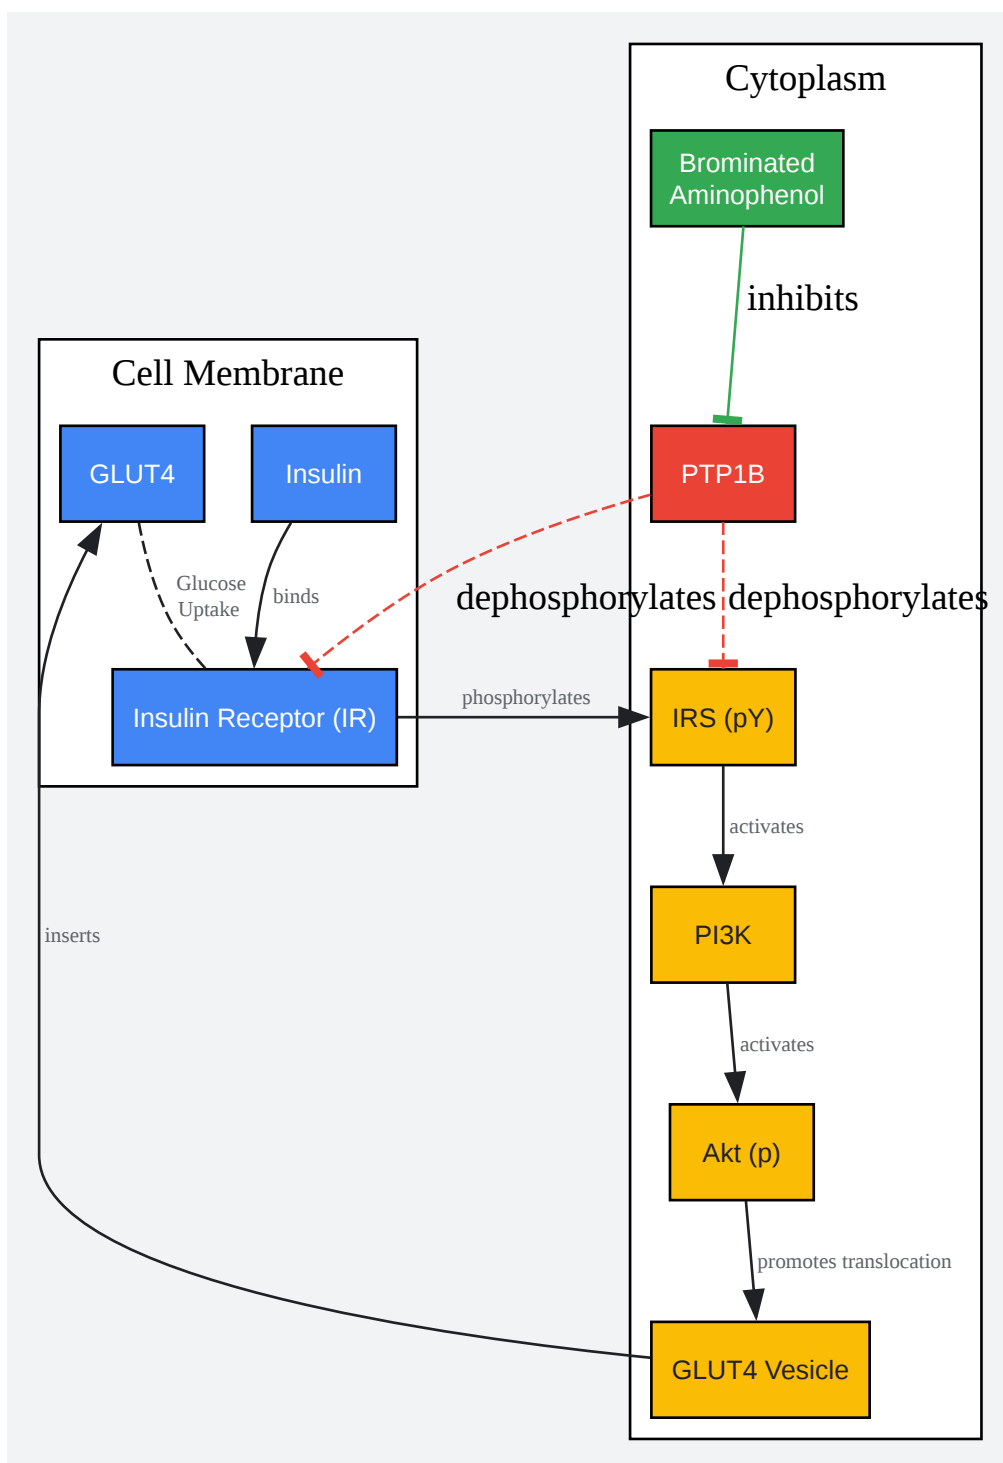 Cytoplasm
Brominated
Aminophenol
inhibits
Cell Membrane
GLUT4
Insulin
PTP1B
Glucose
Uptake
binds
dephosphorylates
dephosphorylates
Insulin Receptor (IR)
phosphorylates
IRS (pY)
activates
PI3K
inserts
activates
Akt (p)
promotes translocation
GLUT4 Vesicle